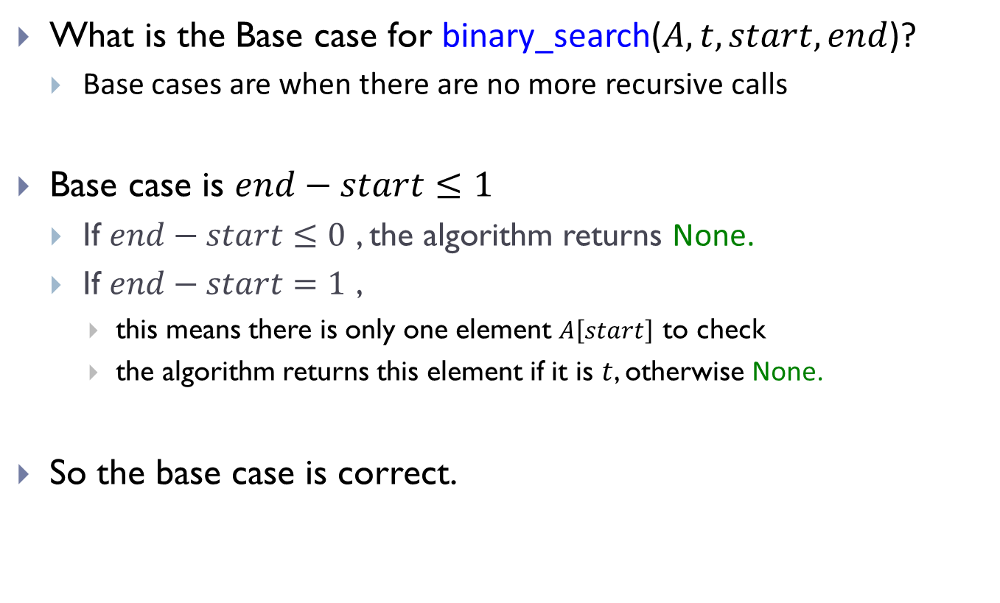 What is the Base case for binary_search(A, t, start, end)?
Base cases are when there are no more recursive calls
Base case is end − start ≤ 1
If end − start ≤ 0 , the algorithm returns None.
If end − start = 1 ,
this means there is only one element A[start] to check
the algorithm returns this element if it is t, otherwise None.
So the base case is correct.